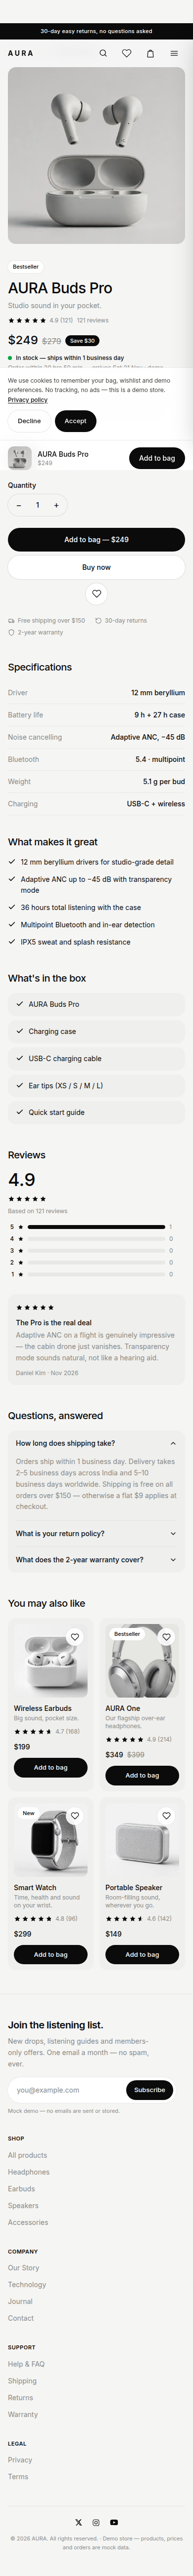 30-day easy returns, no questions asked
AURA
Bestseller
AURA Buds Pro
Studio sound in your pocket.
4.9 (121) 121 reviews
$249 $279 Save $30
In stock — ships within 1 business day
We use cookies to remember your bag, wishlist and demo
preferences. No tracking, no ads — this is a demo store.
Privacy policy
Decline Accept
AURA Buds Pro
$249
Add to bag
Quantity
− 1 +
Add to bag — $249
Buy now
Free shipping over $150 30-day returns
2-year warranty
Specifications
Driver 12 mm beryllium
Battery life 9 h + 27 h case
Noise cancelling Adaptive ANC, −45 dB
Bluetooth 5.4 · multipoint
Weight 5.1 g per bud
Charging USB-C + wireless
What makes it great
12 mm beryllium drivers for studio-grade detail
Adaptive ANC up to −45 dB with transparency
mode
36 hours total listening with the case
Multipoint Bluetooth and in-ear detection
IPX5 sweat and splash resistance
What's in the box
AURA Buds Pro
Charging case
USB-C charging cable
Ear tips (XS / S / M / L)
Quick start guide
Reviews
4.9
Based on 121 reviews
5 ★ 1
4 ★ 0
3 ★ 0
2 ★ 0
1 ★ 0
The Pro is the real deal
Adaptive ANC on a flight is genuinely impressive
— the cabin drone just vanishes. Transparency
mode sounds natural, not like a hearing aid.
Daniel Kim · Nov 2026
Questions, answered
How long does shipping take?
Orders ship within 1 business day. Delivery takes
2–5 business days across India and 5–10
business days worldwide. Shipping is free on all
orders over $150 — otherwise a flat $9 applies at
checkout.
What is your return policy?
What does the 2-year warranty cover?
You may also like
Wireless Earbuds
Big sound, pocket size.
4.7 (168)
$199
Add to bag
Bestseller
AURA One
Our flagship over-ear
headphones.
4.9 (214)
$349 $399
Add to bag
New
Smart Watch
Time, health and sound
on your wrist.
4.8 (96)
$299
Add to bag
Portable Speaker
Room-filling sound,
wherever you go.
4.6 (142)
$149
Add to bag
Join the listening list.
New drops, listening guides and members-
only offers. One email a month — no spam,
ever.
you@example.com Subscribe
Mock demo — no emails are sent or stored.
SHOP
All products
Headphones
Earbuds
Speakers
Accessories
COMPANY
Our Story
Technology
Journal
Contact
SUPPORT
Help & FAQ
Shipping
Returns
Warranty
LEGAL
Privacy
Terms
© 2026 AURA. All rights reserved. · Demo store — products, prices
and orders are mock data.